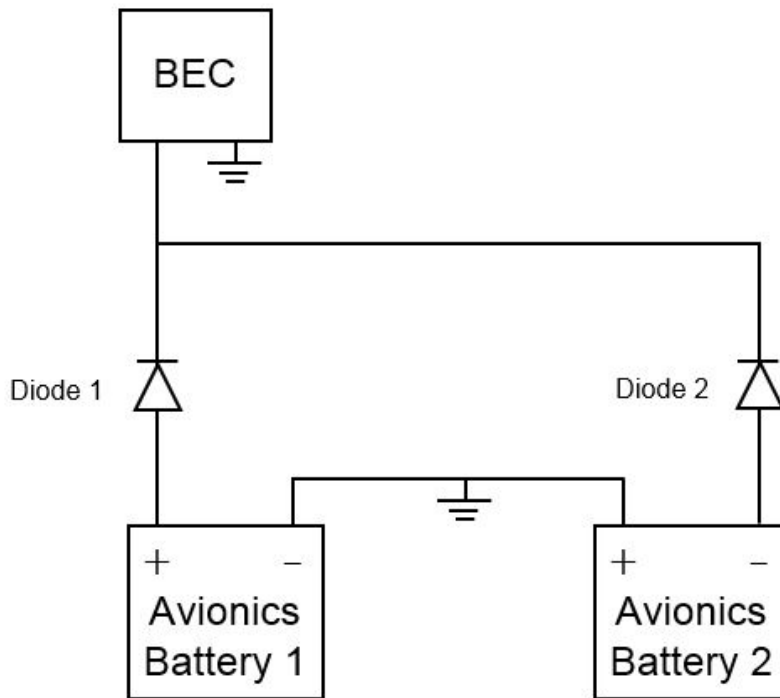 BEC
Diode 1
Diode 2
+ −
+ −
Avionics
Battery 1
Avionics
Battery 2